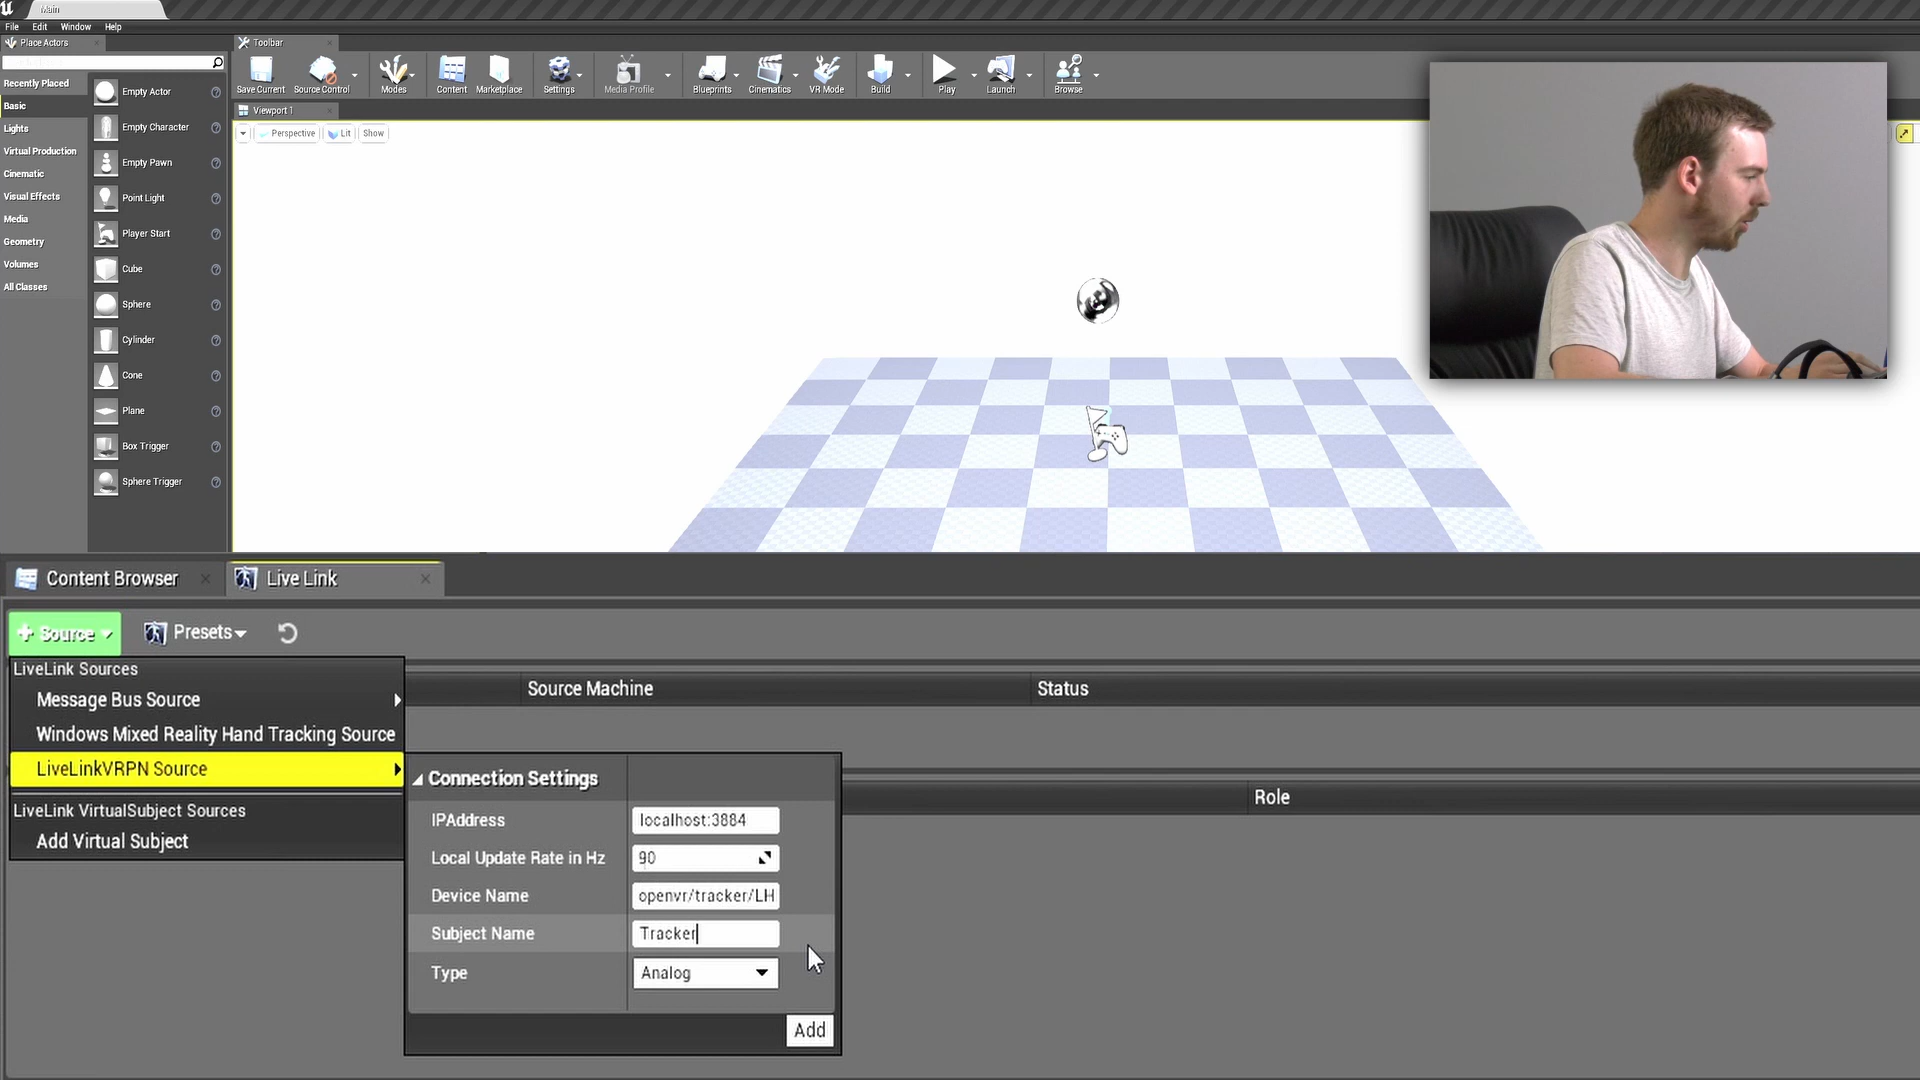 Main
File Edit Window Help
Place Actors
Toolbar
Save Current
Source Control
Modes
Content
Marketplace
Settings
Media Profile
Blueprints
Cinematics
VR Mode
Build
Play
Launch
Browse
Recently Placed
Basic
Lights
Virtual Production
Cinematic
Visual Effects
Media
Geometry
Volumes
All Classes
Empty Actor
Empty Character
Empty Pawn
Point Light
Player Start
Cube
Sphere
Cylinder
Cone
Plane
Box Trigger
Sphere Trigger
Viewport 1
Perspective Lit Show
Content Browser
Live Link
+ Source
Presets
LiveLink Sources
Message Bus Source
Windows Mixed Reality Hand Tracking Source
LiveLinkVRPN Source
LiveLink VirtualSubject Sources
Add Virtual Subject
Source Machine
Status
Role
Connection Settings
IPAddress localhost:3884
Local Update Rate in Hz 90
Device Name openvr/tracker/LH
Subject Name Tracker
Type Analog
Add